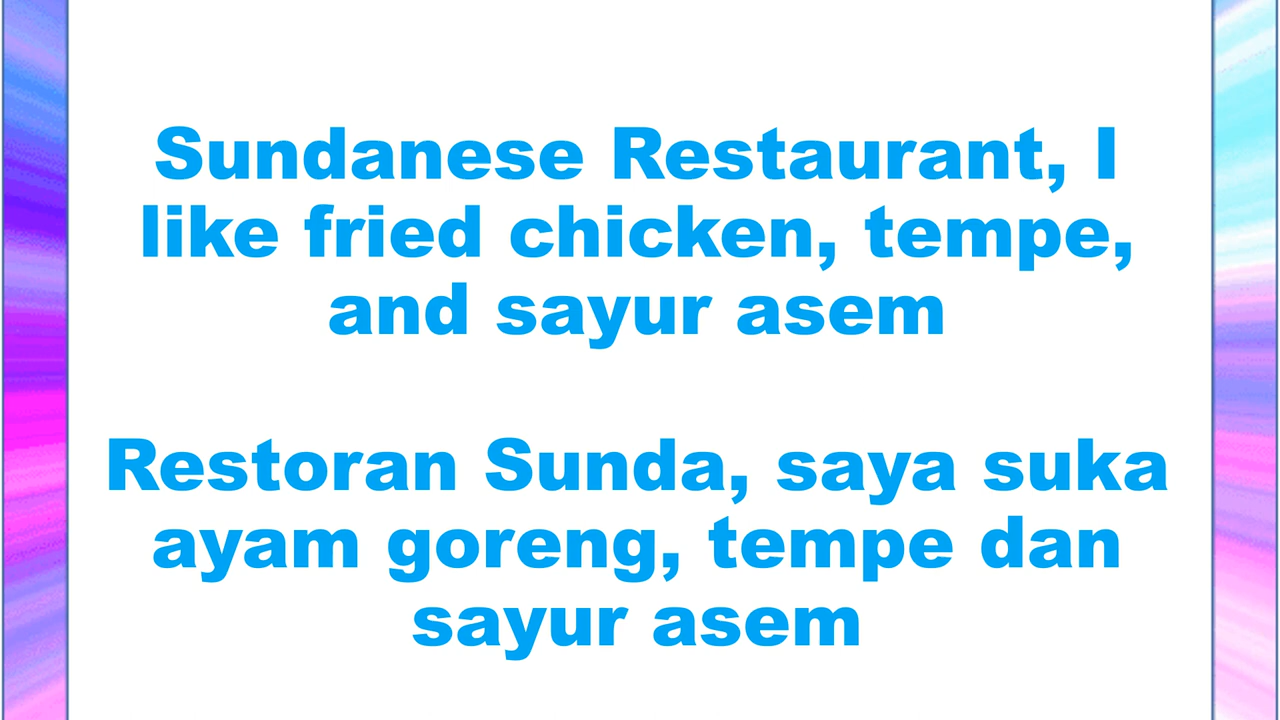 Sundanese Restaurant, I
like fried chicken, tempe,
and sayur asem
Restoran Sunda, saya suka
ayam goreng, tempe dan
sayur asem